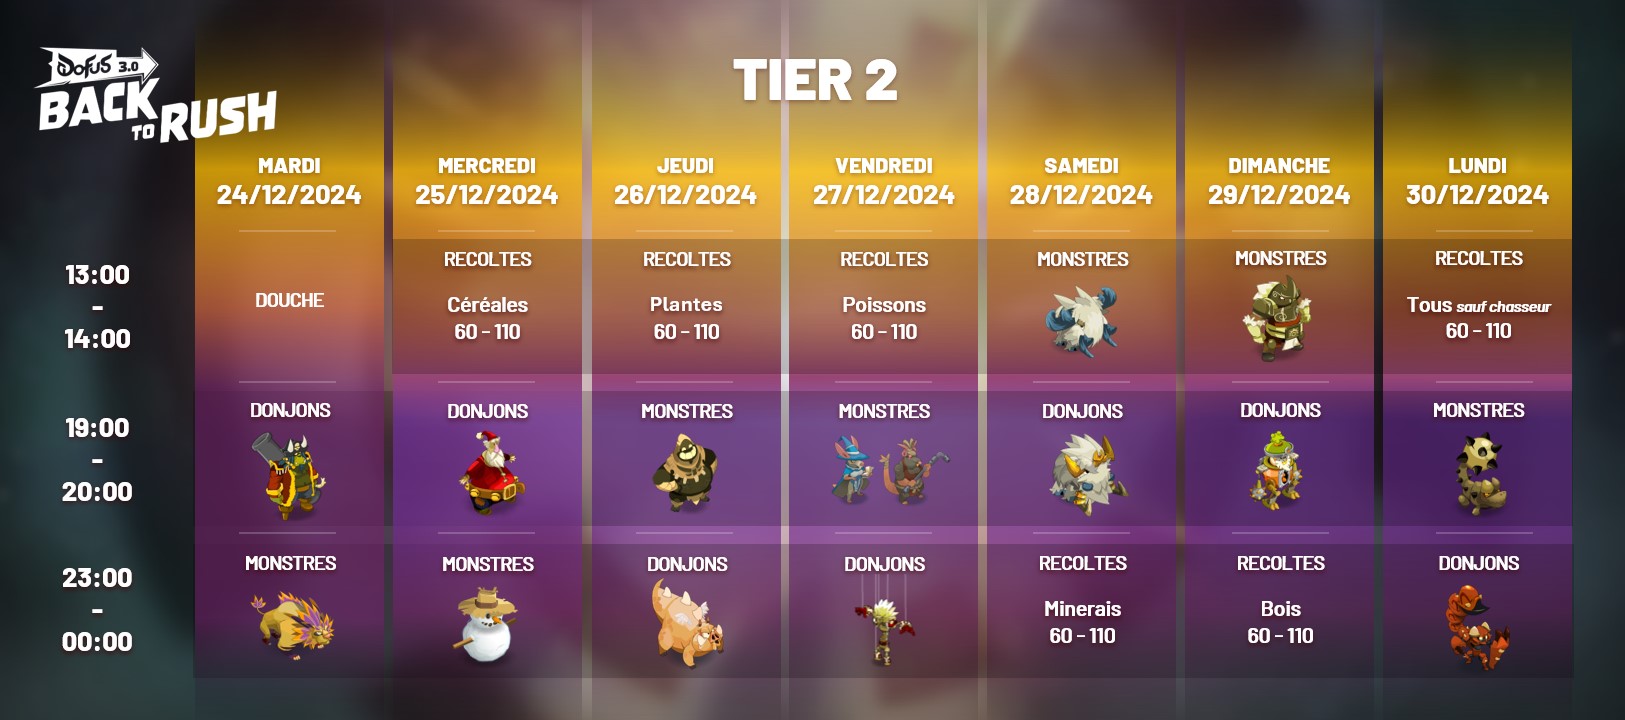 DOFUS 3.0
BACK
TO RUSH
TIER 2
MARDI
24/12/2024
MERCREDI
25/12/2024
JEUDI
26/12/2024
VENDREDI
27/12/2024
SAMEDI
28/12/2024
DIMANCHE
29/12/2024
LUNDI
30/12/2024
13:00
-
14:00
DOUCHE
RECOLTES
Céréales
60 - 110
RECOLTES
Plantes
60 - 110
RECOLTES
Poissons
60 - 110
MONSTRES
MONSTRES
RECOLTES
Tous sauf chasseur
60 - 110
19:00
-
20:00
DONJONS
DONJONS
MONSTRES
MONSTRES
DONJONS
DONJONS
MONSTRES
23:00
-
00:00
MONSTRES
MONSTRES
DONJONS
DONJONS
RECOLTES
Minerais
60 - 110
RECOLTES
Bois
60 - 110
DONJONS